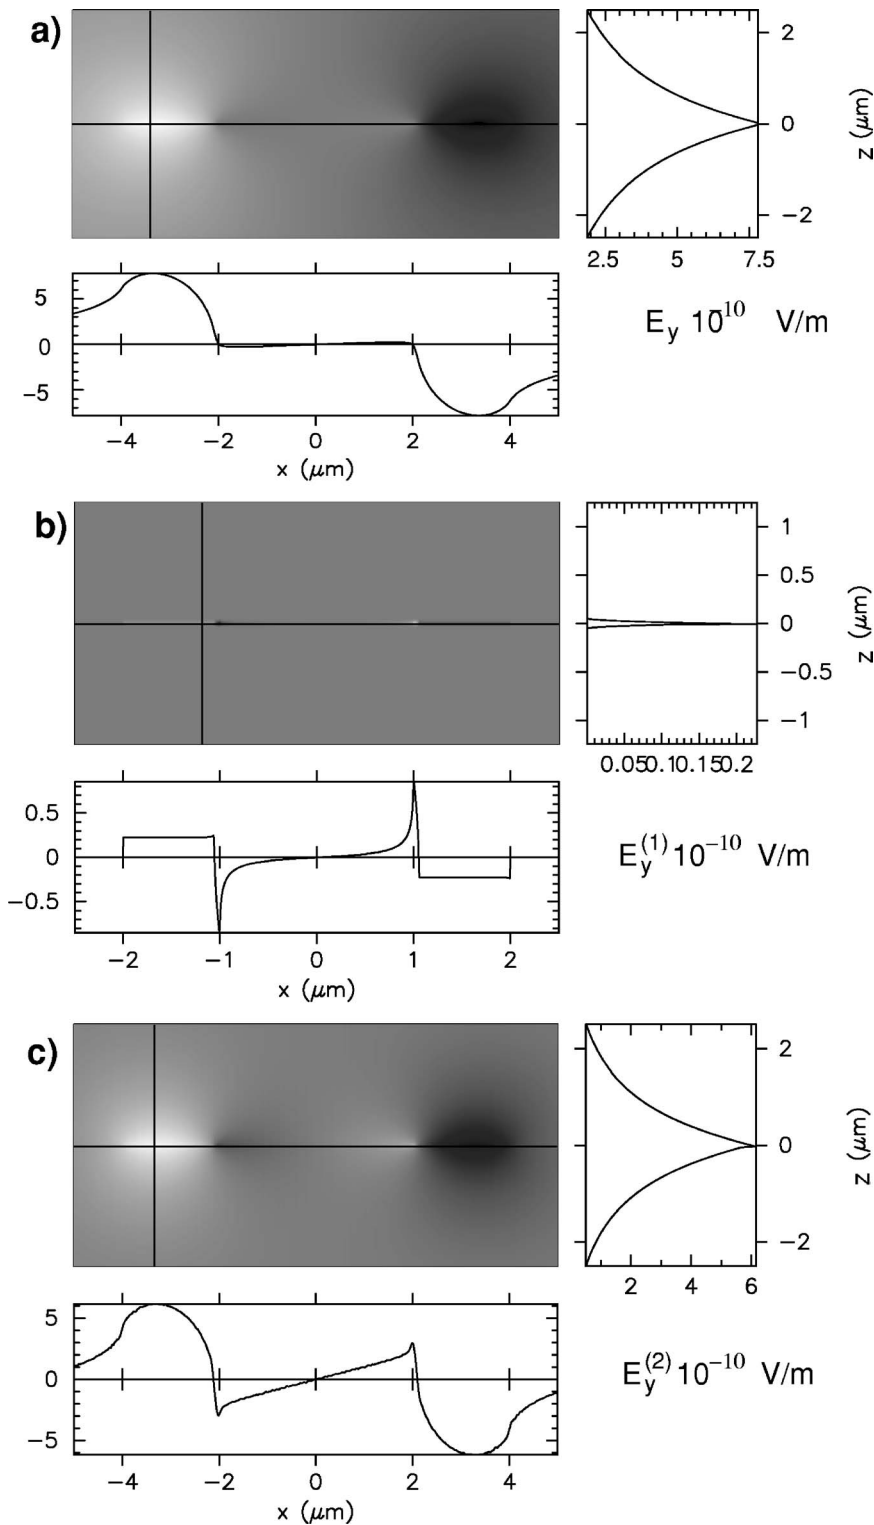 a)
2
0
−2
z (μm)
2.5 5 7.5
5
0
−5
E_y 10^-10 V/m
−4 −2 0 2 4
x (μm)
b)
1
0.5
0
−0.5
−1
z (μm)
0.05 0.1 0.15 0.2
0.5
0
−0.5
E_y^(1) 10^−10 V/m
−2 −1 0 1 2
x (μm)
c)
2
0
−2
z (μm)
2 4 6
5
0
−5
E_y^(2) 10^−10 V/m
−4 −2 0 2 4
x (μm)